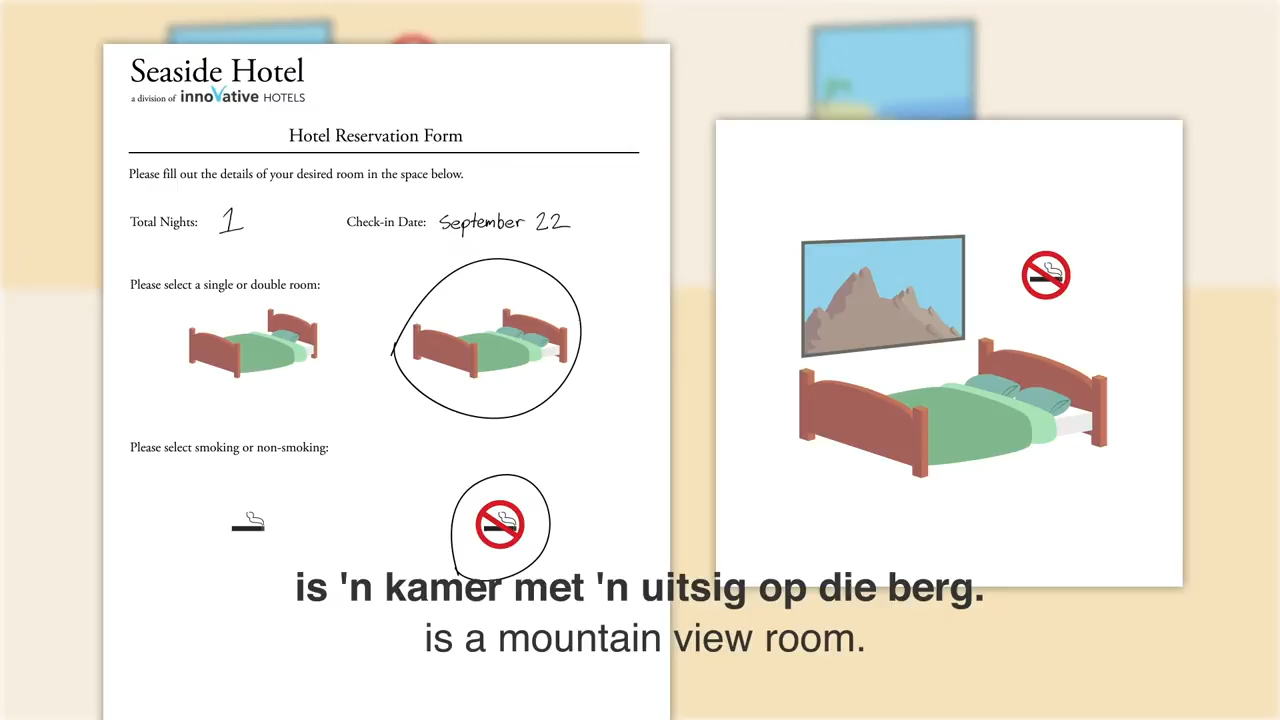 Seaside Hotel
a division of innoVative HOTELS
Hotel Reservation Form
Please fill out the details of your desired room in the space below.
Total Nights: 1 Check-in Date: September 22
Please select a single or double room:
Please select smoking or non-smoking:
is 'n kamer met 'n uitsig op die berg.
is a mountain view room.